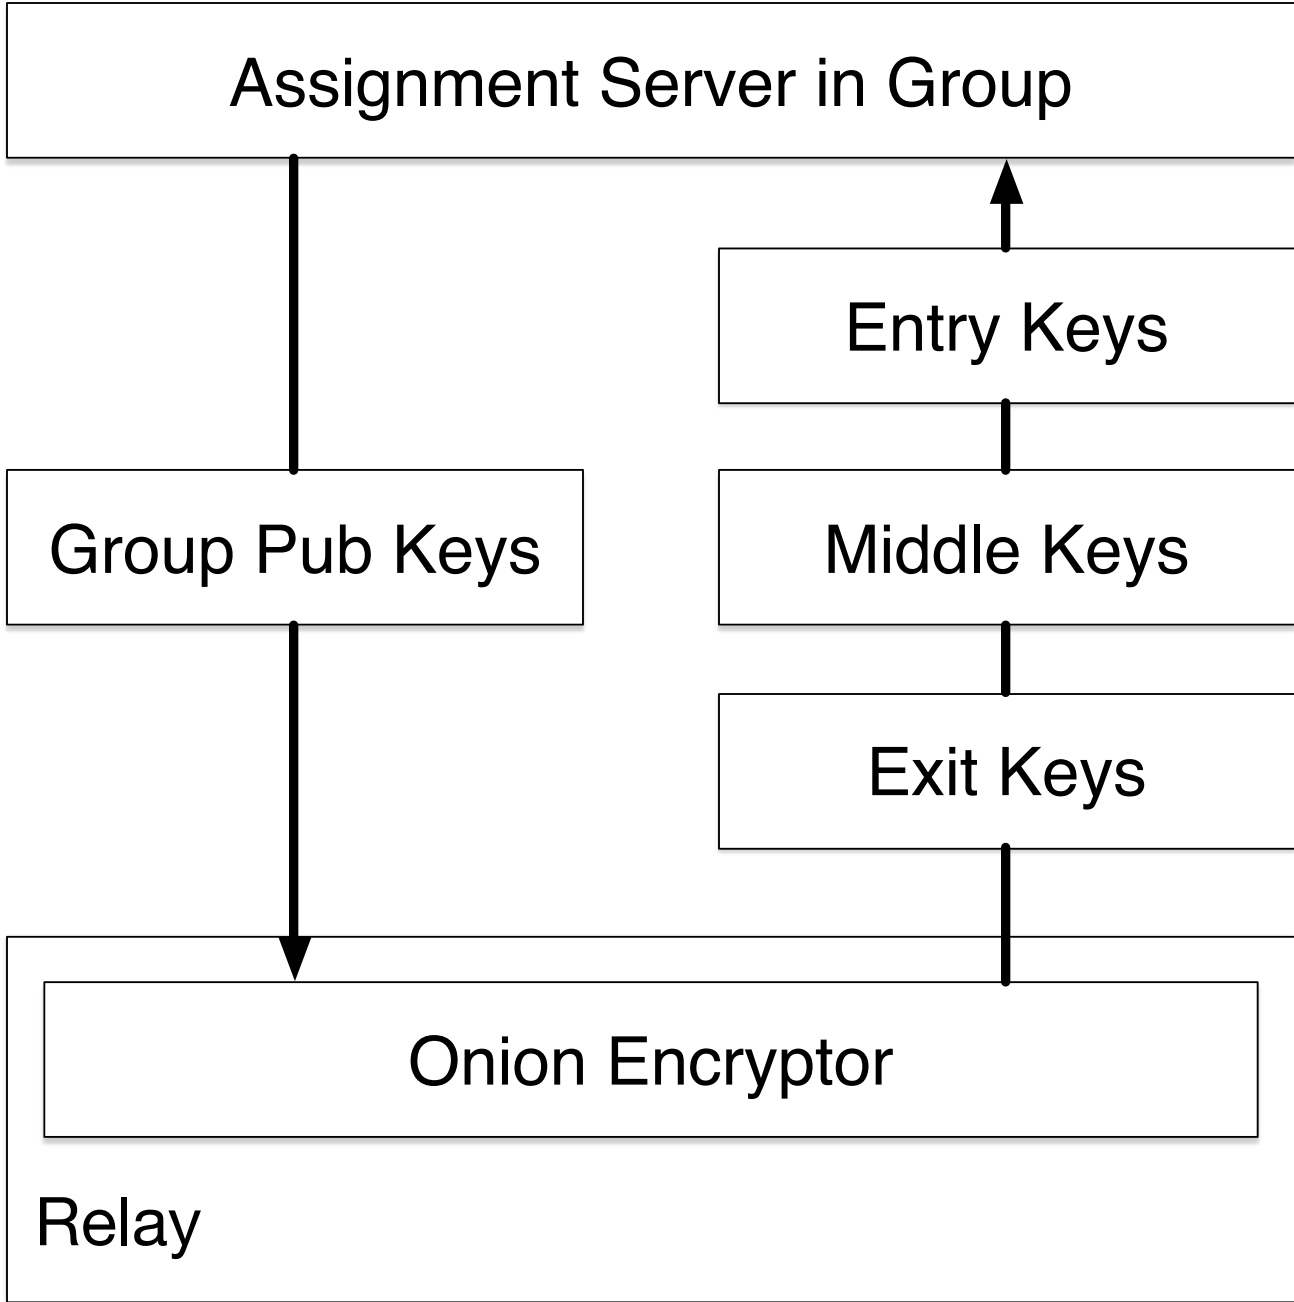 Assignment Server in Group
Entry Keys
Group Pub Keys
Middle Keys
Exit Keys
Onion Encryptor
Relay